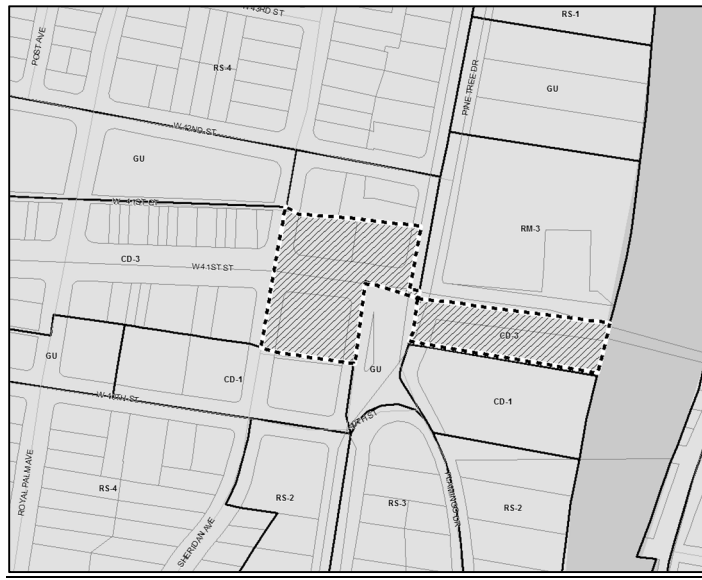 W 43RD ST
RS-1
POST AVE
RS-4
PINE TREE DR
GU
W 42ND ST
GU
W 41ST CT
RM-3
CD-3
W 41ST ST
CD-3
GU
GU
CD-1
CD-1
W 40TH ST
ROYAL PALM AVE
RS-4
RS-2
RS-3
RS-2
SHERIDAN AVE